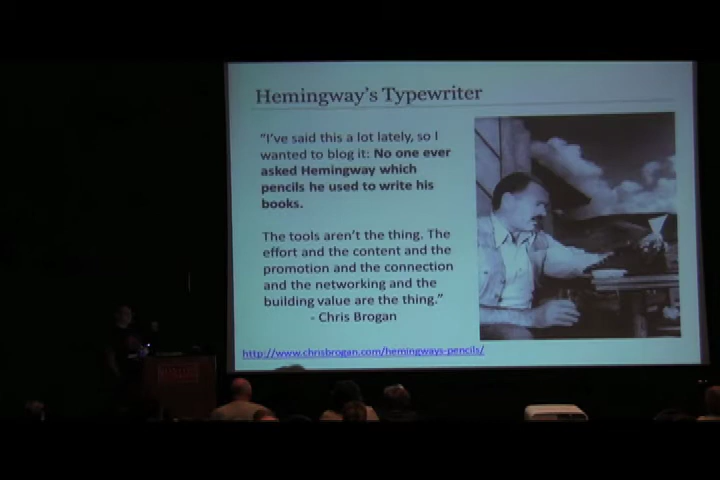 Hemingway's Typewriter
"I've said this a lot lately, so I
wanted to blog it: No one ever
asked Hemingway which
pencils he used to write his
books.
The tools aren't the thing. The
effort and the content and the
promotion and the connection
and the networking and the
building value are the thing."
- Chris Brogan
http://www.chrisbrogan.com/hemingways-pencils/